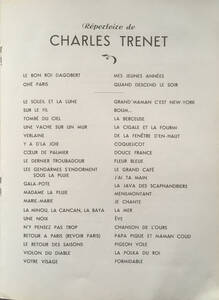 Répertoire de
CHARLES TRENET
LE BON ROI DAGOBERT
OHÉ PARIS
LE SOLEIL ET LA LUNE
SUR LE FIL
TOMBÉ DU CIEL
UNE VACHE SUR UN MUR
VERLAINE
Y A D'LA JOIE
CŒUR DE PALMIER
LE DERNIER TROUBADOUR
LES GENDARMES S'ENDORMENT
SOUS LA PLUIE
GALA-POTE
MADAME LA PLUIE
MARIE-MARIE
LA MINOU, LA CANCAN, LA BAYA
UNE NOIX
N'Y PENSEZ PAS TROP
RETOUR A PARIS (REVOIR PARIS)
LE RETOUR DES SAISONS
VIOLON DU DIABLE
VOTRE VISAGE
MES JEUNES ANNÉES
QUAND DESCEND LE SOIR
GRAND'MAMAN C'EST NEW-YORK
BOUM...
LA BERCEUSE
LA CIGALE ET LA FOURMI
DE LA FENÊTRE D'EN-HAUT
COQUELICOT
DOUCE FRANCE
FLEUR BLEUE
LE GRAND CAFÉ
J'AI TA MAIN
LA JAVA DES SCAPHANDIERS
MENILMONTANT
JE CHANTE
LA MER
ÈVE
CHANSON DE L'OURS
PAPA PIQUE ET MAMAN COUD
PIGEON VOLE
LA POLKA DU ROI
FORMIDABLE